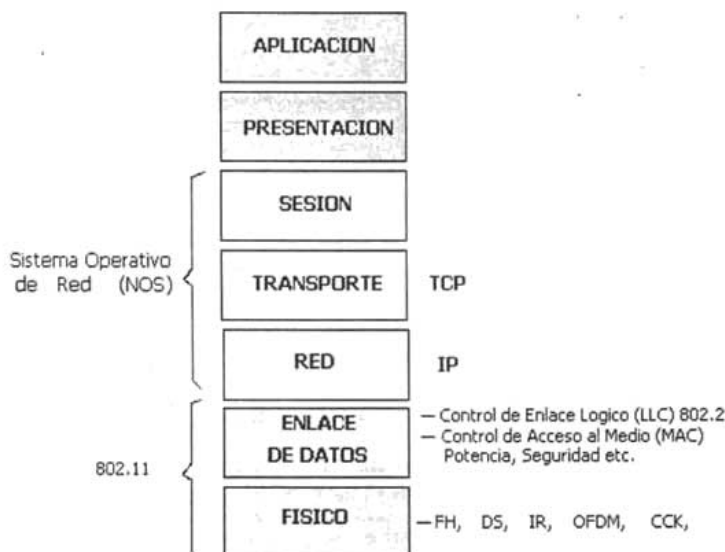 APLICACION
PRESENTACION
SESION
Sistema Operativo
de Red (NOS)
TRANSPORTE TCP
RED IP
802.11
ENLACE
DE DATOS
— Control de Enlace Logico (LLC) 802.2
— Control de Acceso al Medio (MAC)
Potencia, Seguridad etc.
FISICO — FH, DS, IR, OFDM, CCK,